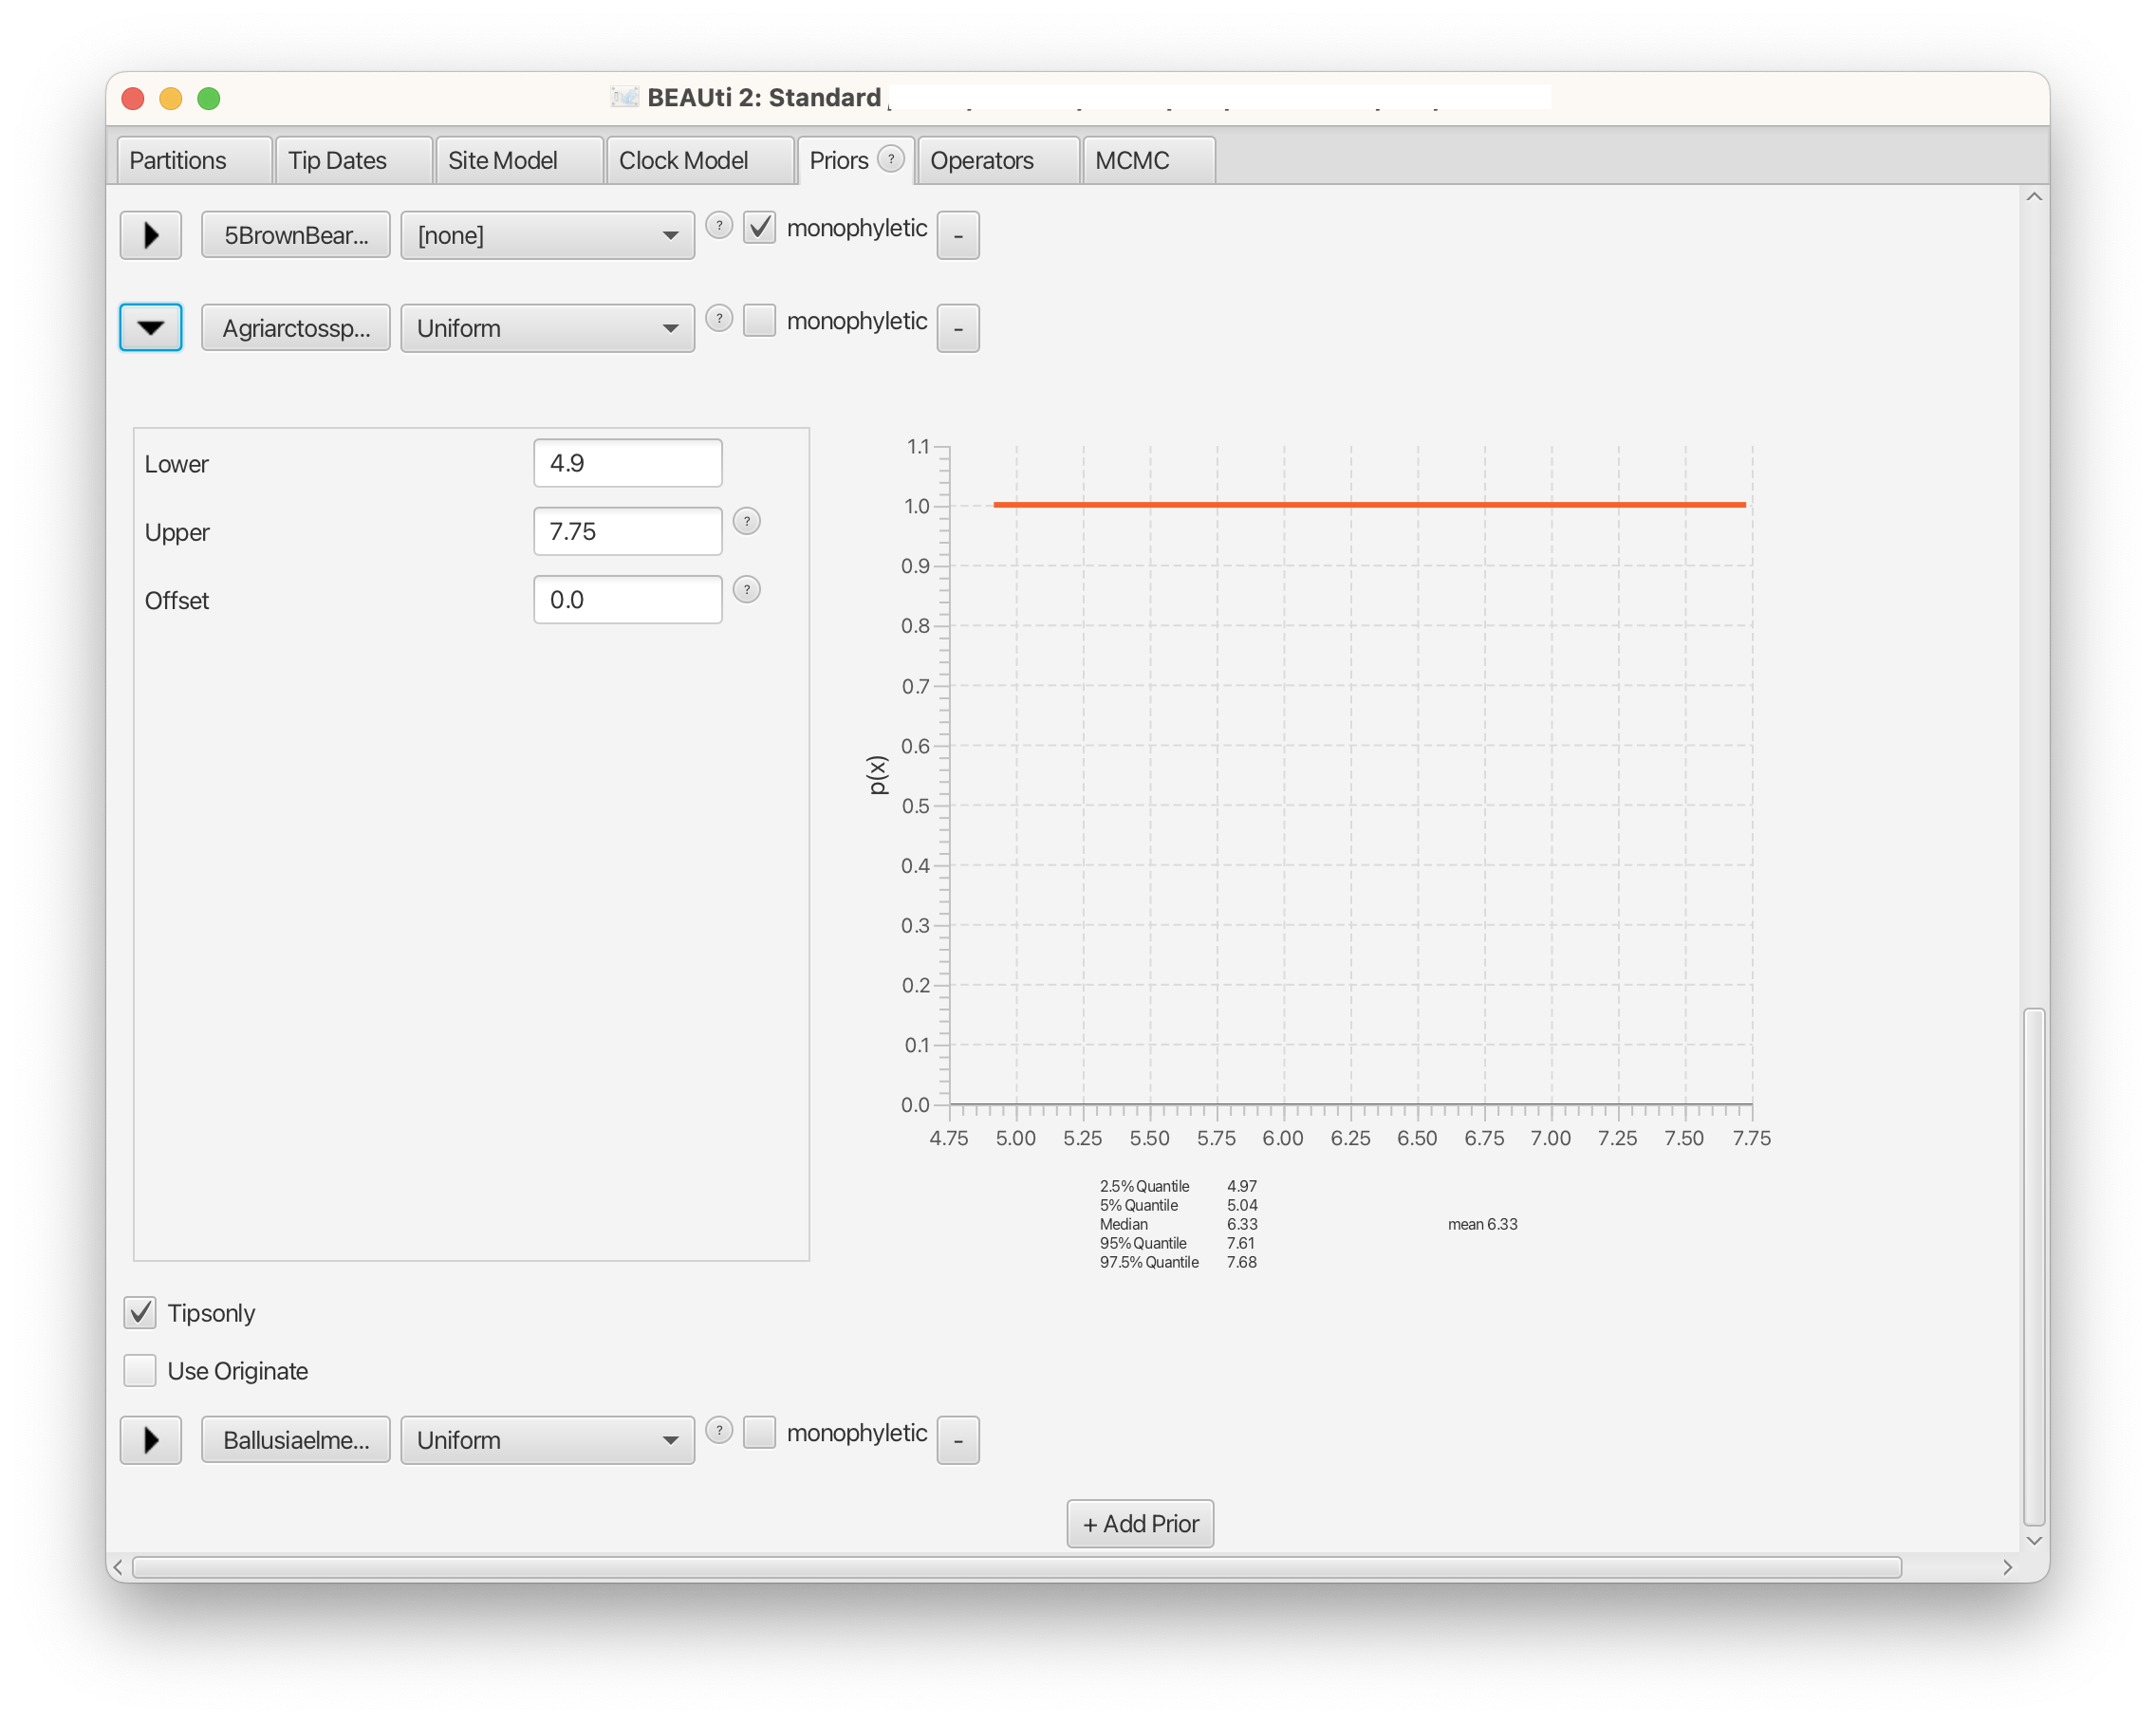 BEAUti 2: Standard
Partitions Tip Dates Site Model Clock Model Priors ? Operators MCMC
5BrownBear... [none] ? monophyletic -
Agriarctossp... Uniform ? monophyletic -
Lower 4.9
Upper 7.75 ?
Offset 0.0 ?
1.1
1.0
0.9
0.8
0.7
0.6
0.5
0.4
0.3
0.2
0.1
0.0
p(x)
4.75 5.00 5.25 5.50 5.75 6.00 6.25 6.50 6.75 7.00 7.25 7.50 7.75
2.5% Quantile 4.97
5% Quantile 5.04
Median 6.33 mean 6.33
95% Quantile 7.61
97.5% Quantile 7.68
Tipsonly
Use Originate
Ballusiaelme... Uniform ? monophyletic -
+ Add Prior